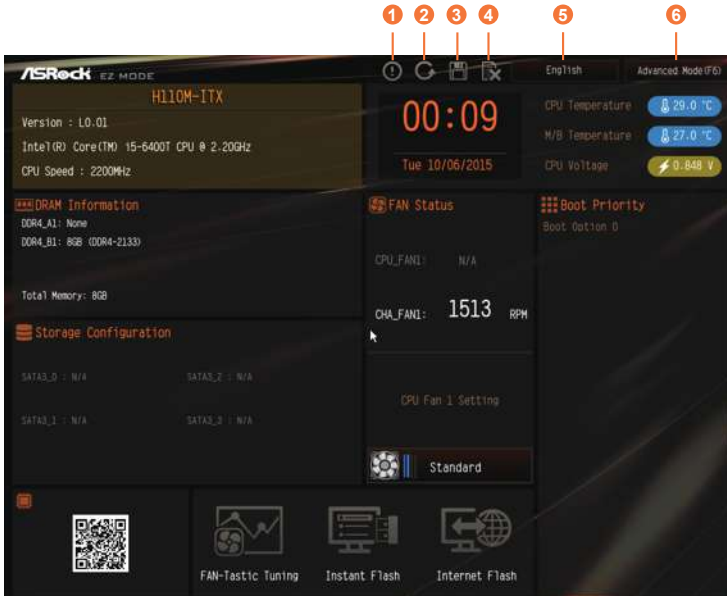 1 2 3 4 5 6
ASRock EZ MODE
English
Advanced Mode(F6)
H110M-ITX
Version : L0.01
Intel(R) Core(TM) i5-6400T CPU @ 2.20GHz
CPU Speed : 2200MHz
00:09
Tue 10/06/2015
CPU Temperature 29.0 °C
M/B Temperature 27.0 °C
CPU Voltage 0.848 V
DRAM Information
DDR4_A1: None
DDR4_B1: 8GB (DDR4-2133)
Total Memory: 8GB
FAN Status
CPU_FAN1: N/A
CHA_FAN1: 1513 RPM
Boot Priority
Boot Option 0
Storage Configuration
SATA3_0 : N/A SATA3_2 : N/A
SATA3_1 : N/A SATA3_3 : N/A
CPU Fan 1 Setting
Standard
FAN-Tastic Tuning
Instant Flash
Internet Flash